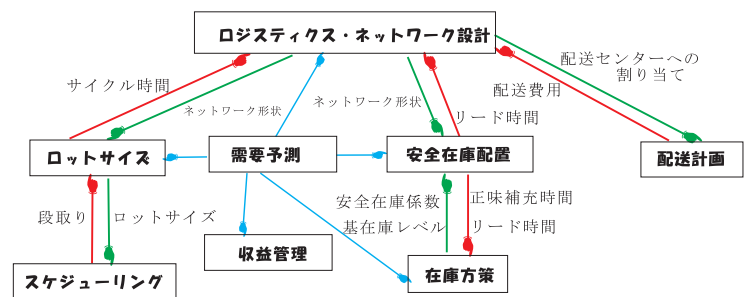 ロジスティクス・ネットワーク設計
配送センターへの
割り当て
サイクル時間
配送費用
ネットワーク形状
ネットワーク形状
リード時間
ロットサイズ
需要予測
安全在庫配置
配送計画
段取り
ロットサイズ
安全在庫係数
基在庫レベル
正味補充時間
リード時間
収益管理
スケジューリング
在庫方策